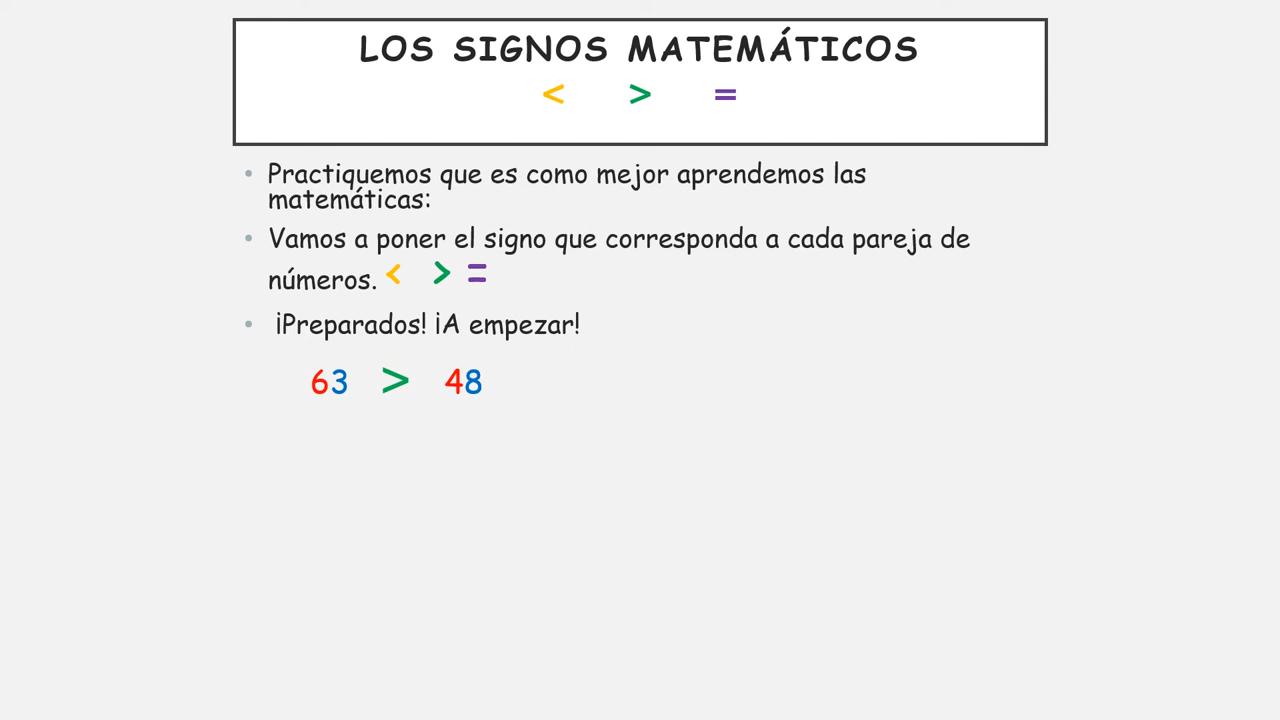 LOS SIGNOS MATEMÁTICOS
< > =
• Practiquemos que es como mejor aprendemos las
matemáticas:
• Vamos a poner el signo que corresponda a cada pareja de
números. < > =
• ¡Preparados! ¡A empezar!
63 > 48